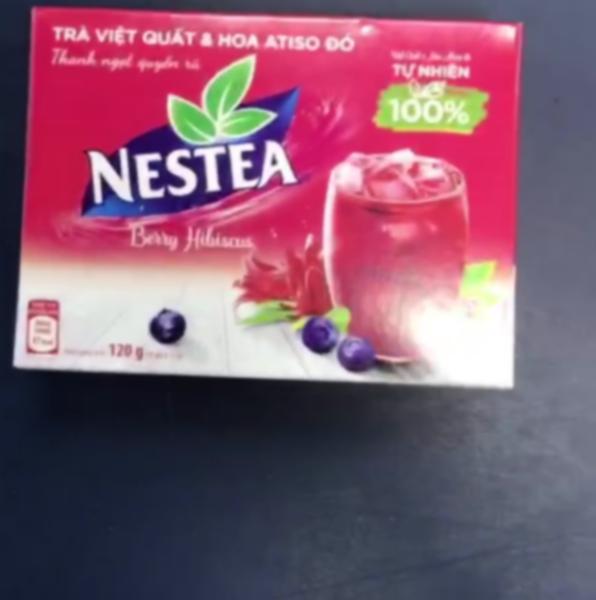 TRÀ VIỆT QUẤT & HOA ATISO ĐỎ
Thanh ngọt quyến rũ
TỰ NHIÊN
100%
NESTEA
Berry Hibiscus
120 g